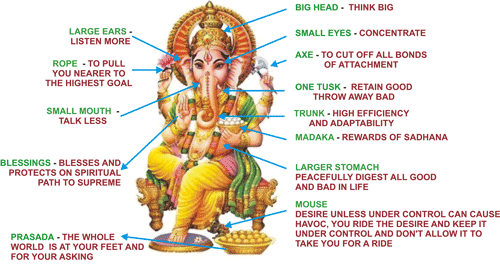 BIG HEAD - THINK BIG
LARGE EARS -
LISTEN MORE
SMALL EYES - CONCENTRATE
ROPE - TO PULL
YOU NEARER TO
THE HIGHEST GOAL
AXE - TO CUT OFF ALL BONDS
OF ATTACHMENT
ONE TUSK - RETAIN GOOD
THROW AWAY BAD
SMALL MOUTH -
TALK LESS
TRUNK - HIGH EFFICIENCY
AND ADAPTABILITY
MADAKA - REWARDS OF SADHANA
BLESSINGS - BLESSES AND
PROTECTS ON SPIRITUAL
PATH TO SUPREME
LARGER STOMACH
PEACEFULLY DIGEST ALL GOOD
AND BAD IN LIFE
MOUSE
DESIRE UNLESS UNDER CONTROL CAN CAUSE
HAVOC, YOU RIDE THE DESIRE AND KEEP IT
UNDER CONTROL AND DON'T ALLOW IT TO
TAKE YOU FOR A RIDE
PRASADA - THE WHOLE
WORLD IS AT YOUR FEET AND
FOR YOUR ASKING